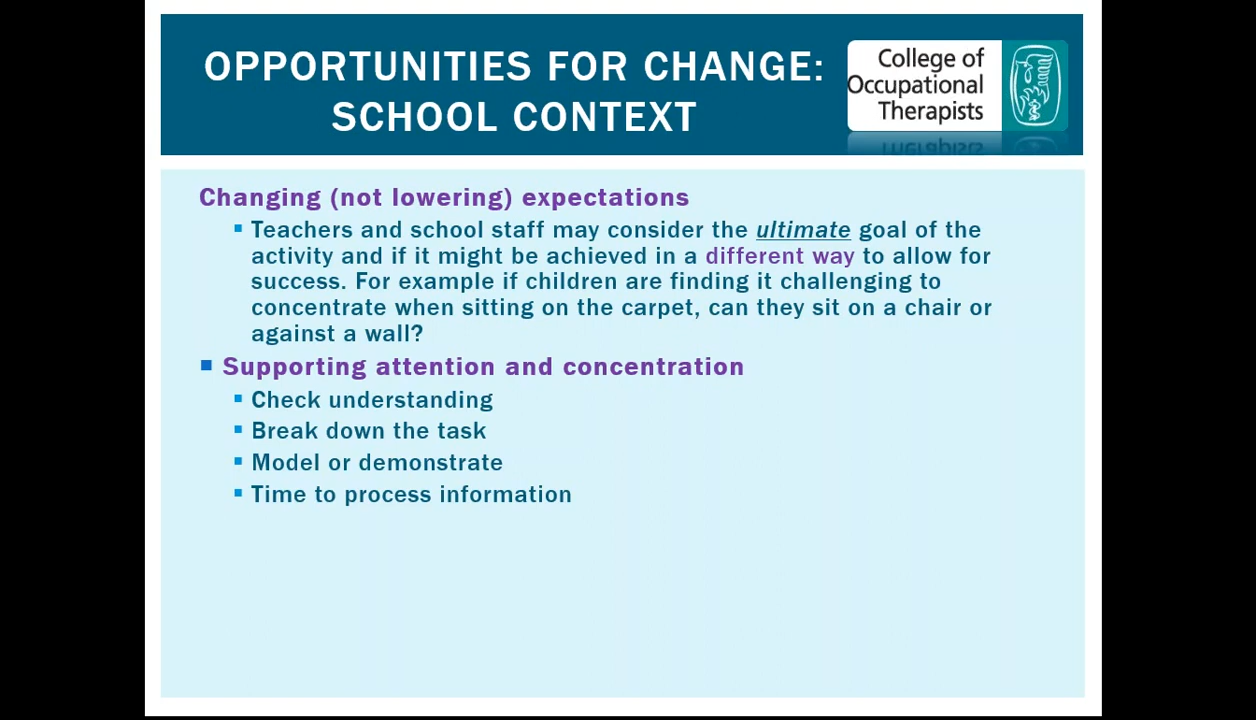 OPPORTUNITIES FOR CHANGE:
SCHOOL CONTEXT
College of
Occupational
Therapists
Changing (not lowering) expectations
Teachers and school staff may consider the ultimate goal of the
activity and if it might be achieved in a different way to allow for
success. For example if children are finding it challenging to
concentrate when sitting on the carpet, can they sit on a chair or
against a wall?
Supporting attention and concentration
Check understanding
Break down the task
Model or demonstrate
Time to process information